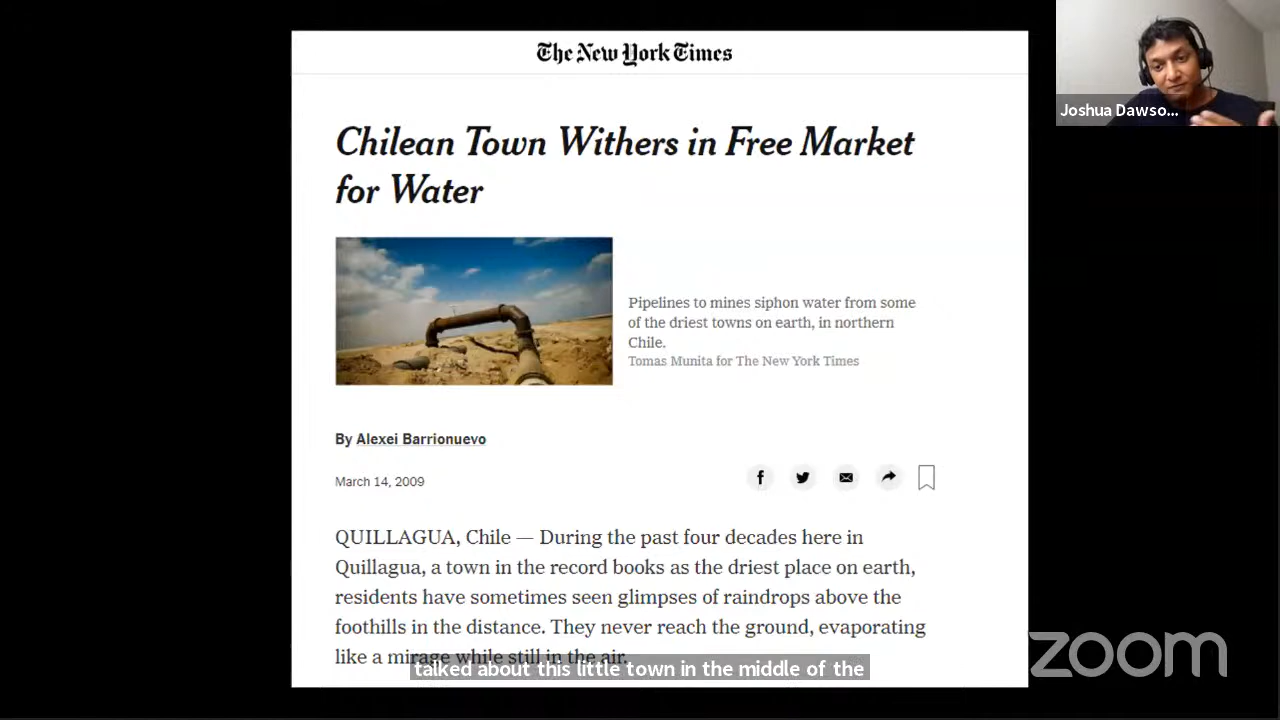 The New York Times
Joshua Dawso...
Chilean Town Withers in Free Market
for Water
Pipelines to mines siphon water from some
of the driest towns on earth, in northern
Chile.
Tomas Munita for The New York Times
By Alexei Barrionuevo
March 14, 2009
QUILLAGUA, Chile — During the past four decades here in
Quillagua, a town in the record books as the driest place on earth,
residents have sometimes seen glimpses of raindrops above the
foothills in the distance. They never reach the ground, evaporating
like a mirage while still in the air.
talked about this little town in the middle of the
zoom